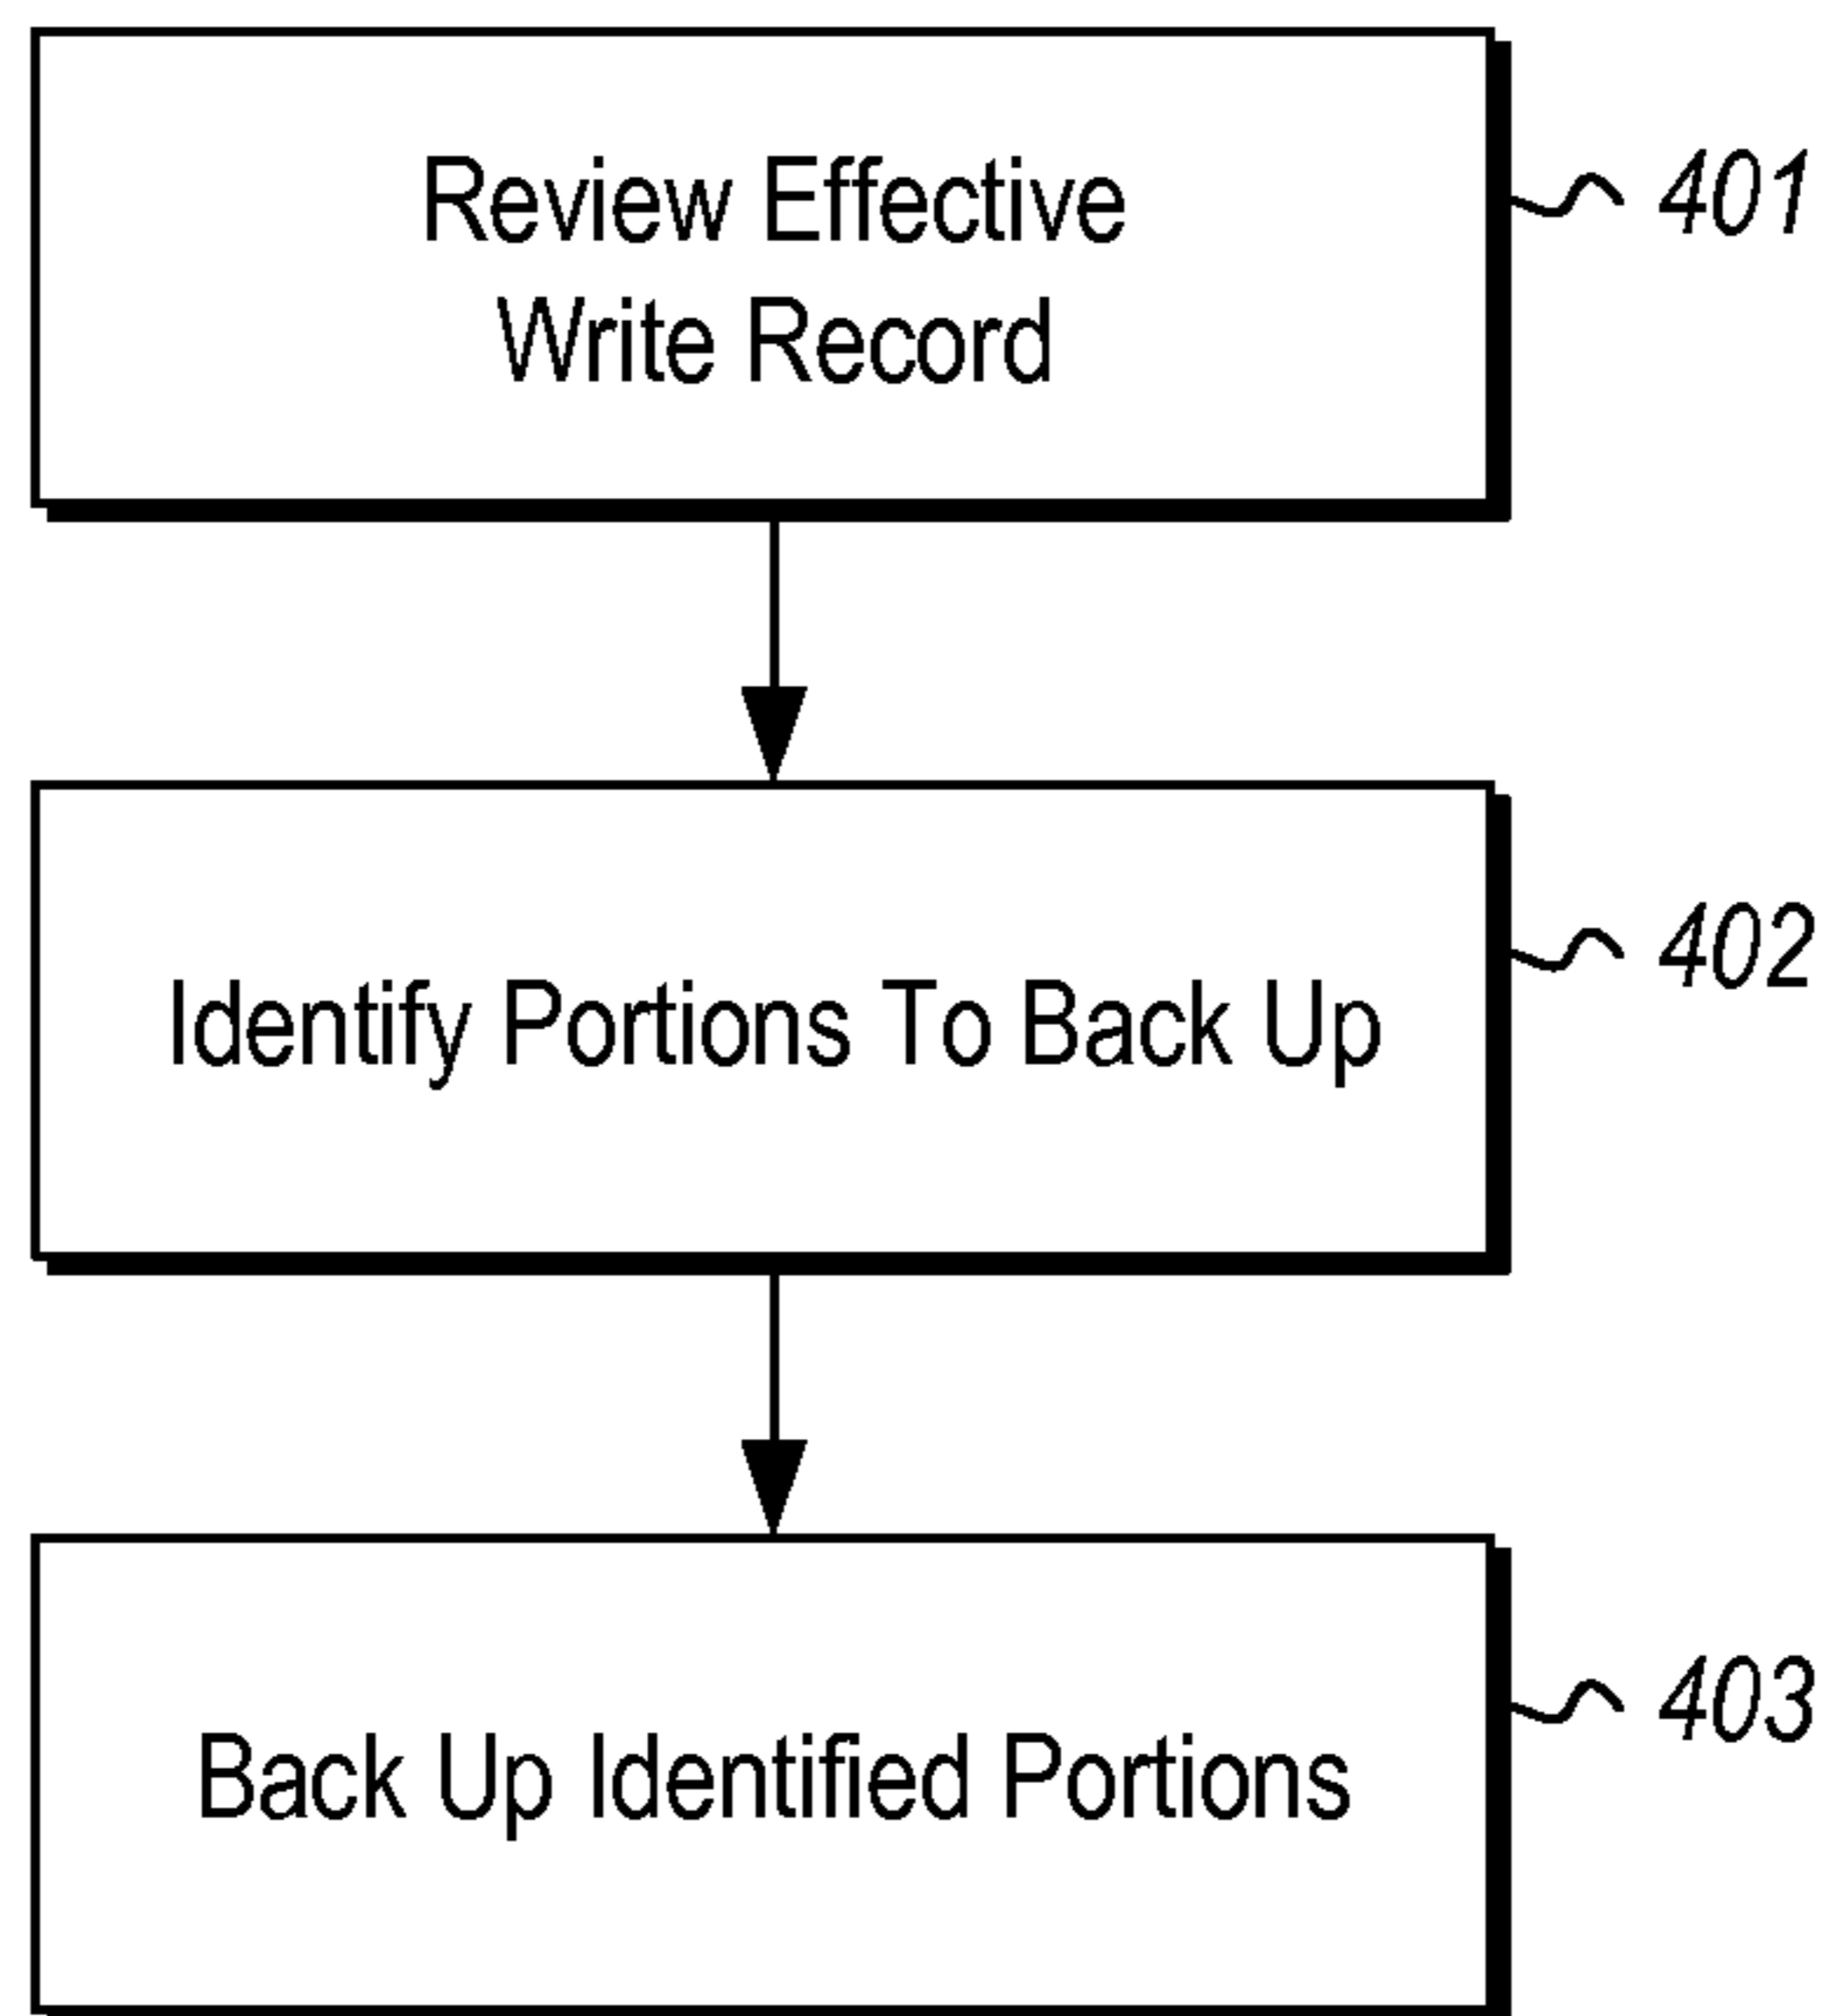 Review Effective
Write Record
401
Identify Portions To Back Up
402
Back Up Identified Portions
403